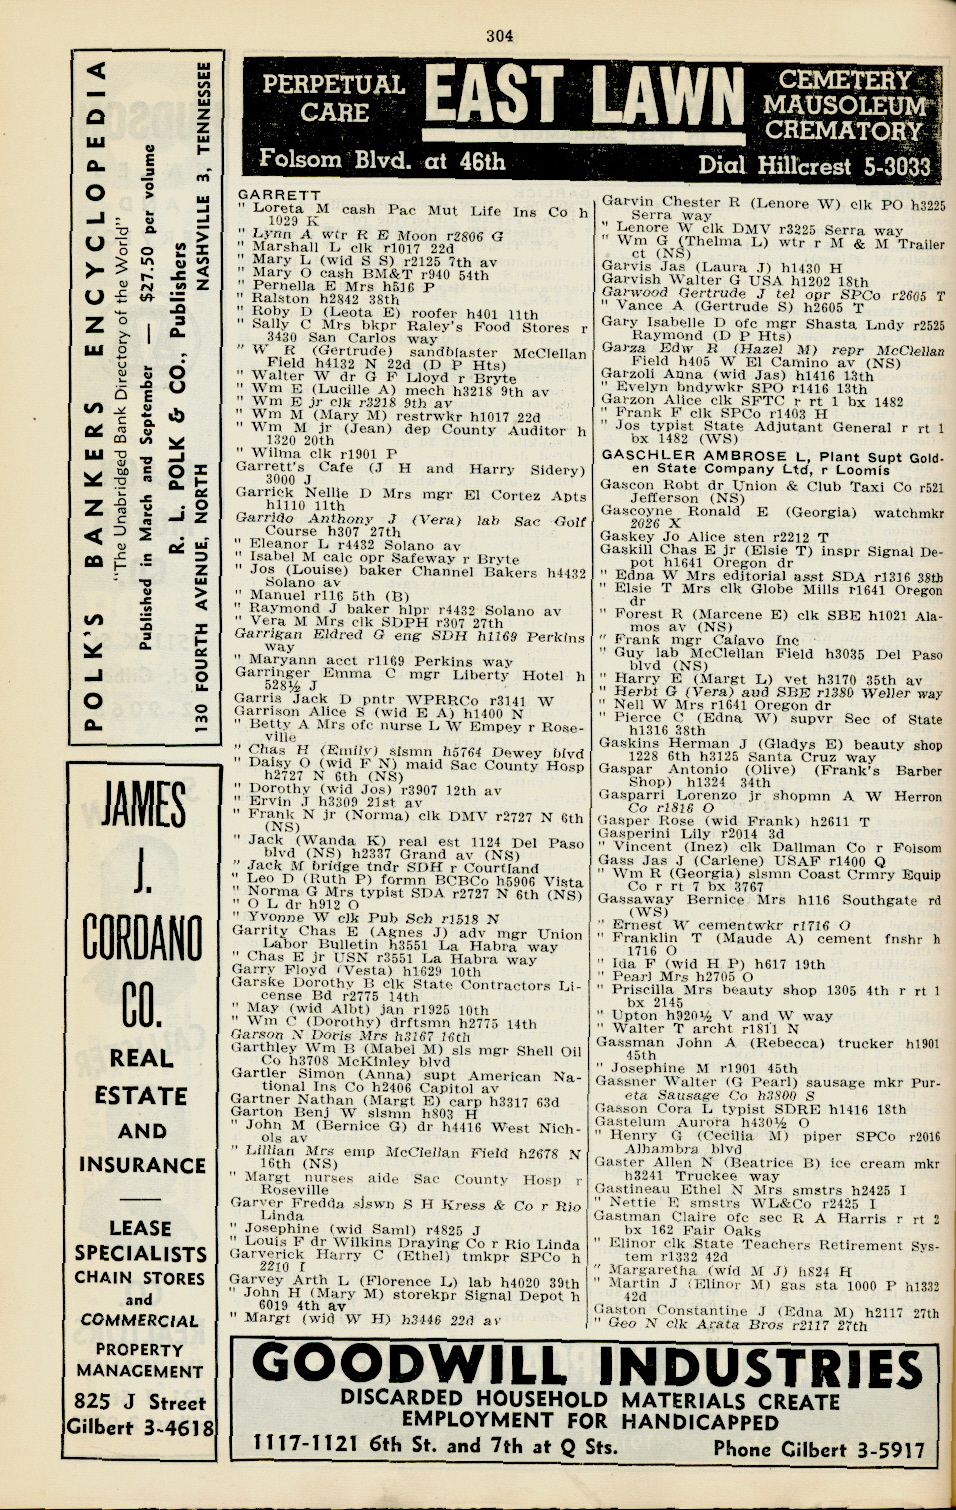 304
POLK'S BANKERS ENCYCLOPEDIA
"The Unabridged Bank Directory of the World"
Published in March and September — $27.50 per volume
R. L. POLK & CO., Publishers
130 FOURTH AVENUE, NORTH NASHVILLE 3, TENNESSEE
JAMES
J.
CORDANO
CO.
REAL
ESTATE
AND
INSURANCE
LEASE
SPECIALISTS
CHAIN STORES
and
COMMERCIAL
PROPERTY
MANAGEMENT
825 J Street
Gilbert 3-4618
PERPETUAL
CARE
EAST LAWN
CEMETERY
MAUSOLEUM
CREMATORY
Folsom Blvd. at 46th
Dial Hillcrest 5-3033
GARRETT
" Loreta M cash Pac Mut Life Ins Co h
1029 K
" Lynn A wtr R E Moon r2806 G
" Marshall L clk r1017 22d
" Mary L (wid S S) r2125 7th av
" Mary O cash BM&T r940 54th
" Pernella E Mrs h516 P
" Ralston h2842 38th
" Roby D (Leota E) roofer h401 11th
" Sally C Mrs bkpr Raley's Food Stores r
3430 San Carlos way
" W R (Gertrude) sandblaster McClellan
Field h4132 N 22d (D P Hts)
" Walter W dr G F Lloyd r Bryte
" Wm E (Lucille A) mech h3218 9th av
" Wm E jr clk r3218 9th av
" Wm M (Mary M) restrwkr h1017 22d
" Wm M jr (Jean) dep County Auditor h
1320 20th
" Wilma clk r1901 P
Garrett's Cafe (J H and Harry Sidery)
3000 J
Garrick Nellie D Mrs mgr El Cortez Apts
h1110 11th
Garrido Anthony J (Vera) lab Sac Golf
Course h307 27th
" Eleanor L r4432 Solano av
" Isabel M calc opr Safeway r Bryte
" Jos (Louise) baker Channel Bakers h4432
Solano av
" Manuel r116 5th (B)
" Raymond J baker hlpr r4432 Solano av
" Vera M Mrs clk SDPH r307 27th
Garrigan Eldred G eng SDH h1169 Perkins
way
" Maryann acct r1169 Perkins way
Garringer Emma C mgr Liberty Hotel h
528½ J
Garris Jack D pntr WPRRCo r3141 W
Garrison Alice S (wid E A) h1400 N
" Betty A Mrs ofc nurse L W Empey r Rose-
ville
" Chas H (Emily) slsmn h5764 Dewey blvd
" Daisy O (wid F N) maid Sac County Hosp
h2727 N 6th (NS)
" Dorothy (wid Jos) r3907 12th av
" Ervin J h3309 21st av
" Frank N jr (Norma) clk DMV r2727 N 6th
(NS)
" Jack (Wanda K) real est 1124 Del Paso
blvd (NS) h2337 Grand av (NS)
" Jack M bridge tndr SDH r Courtland
" Leo D (Ruth P) formn BCBCo h5906 Vista
" Norma G Mrs typist SDA r2727 N 6th (NS)
" O L dr h912 O
" Yvonne W clk Pub Sch r1518 N
Garrity Chas E (Agnes J) adv mgr Union
Labor Bulletin h3551 La Habra way
" Chas E jr USN r3551 La Habra way
Garry Floyd (Vesta) h1629 10th
Garske Dorothy B clk State Contractors Li-
cense Bd r2775 14th
" May (wid Albt) jan r1925 10th
" Wm C (Dorothy) drftsmn h2775 14th
Garson N Doris Mrs h3167 16th
Garthley Wm B (Mabel M) sls mgr Shell Oil
Co h3708 McKinley blvd
Gartler Simon (Anna) supt American Na-
tional Ins Co h2406 Capitol av
Gartner Nathan (Margt E) carp h3317 63d
Garton Benj W slsmn h803 H
" John M (Bernice G) dr h4416 West Nich-
ols av
" Lillian Mrs emp McClellan Field h2678 N
16th (NS)
" Margt nurses aide Sac County Hosp r
Roseville
Garver Fredda slswn S H Kress & Co r Rio
Linda
" Josephine (wid Saml) r4825 J
" Louis F dr Wilkins Draying Co r Rio Linda
Garverick Harry C (Ethel) tmkpr SPCo h
2210 I
Garvey Arth L (Florence L) lab h4020 39th
" John H (Mary M) storekpr Signal Depot h
6019 4th av
" Margt (wid W H) h3446 22d av
Garvin Chester R (Lenore W) clk PO h3225
Serra way
" Lenore W clk DMV r3225 Serra way
" Wm G (Thelma L) wtr r M & M Trailer
ct (NS)
Garvis Jas (Laura J) h1430 H
Garvish Walter G USA h1202 18th
Garwood Gertrude J tel opr SPCo r2605 T
" Vance A (Gertrude S) h2605 T
Gary Isabelle D ofc mgr Shasta Lndy r2525
Raymond (D P Hts)
Garza Edw R (Hazel M) repr McClellan
Field h405 W El Camino av (NS)
Garzoli Anna (wid Jas) h1416 13th
" Evelyn bndywkr SPO r1416 13th
Garzon Alice clk SFTC r rt 1 bx 1482
" Frank F clk SPCo r1403 H
" Jos typist State Adjutant General r rt 1
bx 1482 (WS)
GASCHLER AMBROSE L, Plant Supt Gold-
en State Company Ltd, r Loomis
Gascon Robt dr Union & Club Taxi Co r521
Jefferson (NS)
Gascoyne Ronald E (Georgia) watchmkr
2026 X
Gaskey Jo Alice sten r2212 T
Gaskill Chas E jr (Elsie T) inspr Signal De-
pot h1641 Oregon dr
" Edna W Mrs editorial asst SDA r1316 38th
" Elsie T Mrs clk Globe Mills r1641 Oregon
dr
" Forest R (Marcene E) clk SBE h1021 Ala-
mos av (NS)
" Frank mgr Calavo Inc
" Guy lab McClellan Field h3035 Del Paso
blvd (NS)
" Harry E (Margt L) vet h3170 35th av
" Herbt G (Vera) aud SBE r1380 Weller way
" Nell W Mrs r1641 Oregon dr
" Pierce C (Edna W) supvr Sec of State
h1316 38th
Gaskins Herman J (Gladys E) beauty shop
1228 6th h3125 Santa Cruz way
Gaspar Antonio (Olive) (Frank's Barber
Shop) h1324 34th
Gasparri Lorenzo jr shopmn A W Herron
Co r1816 O
Gasper Rose (wid Frank) h2611 T
Gasperini Lily r2014 3d
" Vincent (Inez) clk Dallman Co r Folsom
Gass Jas J (Carlene) USAF r1400 Q
" Wm R (Georgia) slsmn Coast Crmry Equip
Co r rt 7 bx 3767
Gassaway Bernice Mrs h116 Southgate rd
(WS)
" Ernest W cementwkr r1716 O
" Franklin T (Maude A) cement fnshr h
1716 O
" Ida F (wid H P) h617 19th
" Pearl Mrs h2705 O
" Priscilla Mrs beauty shop 1305 4th r rt 1
bx 2145
" Upton h920½ V and W way
" Walter T archt r1811 N
Gassman John A (Rebecca) trucker h1901
45th
" Josephine M r1901 45th
Gassner Walter (G Pearl) sausage mkr Pur-
eta Sausage Co h3800 S
Gasson Cora L typist SDRE h1416 18th
Gastelum Aurora h430½ O
" Henry G (Cecilia M) piper SPCo r2016
Alhambra blvd
Gaster Allen N (Beatrice B) ice cream mkr
h3241 Truckee way
Gastineau Ethel N Mrs smstrs h2425 I
" Nettie E smstrs WL&Co r2425 I
Gastman Claire ofc sec R A Harris r rt 2
bx 162 Fair Oaks
" Elinor clk State Teachers Retirement Sys-
tem r1332 42d
" Margaretha (wid M J) h824 H
" Martin J (Elinor M) gas sta 1000 P h1332
42d
Gaston Constantine J (Edna M) h2117 27th
" Geo N clk Arata Bros r2117 27th
GOODWILL INDUSTRIES
DISCARDED HOUSEHOLD MATERIALS CREATE
EMPLOYMENT FOR HANDICAPPED
1117-1121 6th St. and 7th at Q Sts.
Phone Gilbert 3-5917